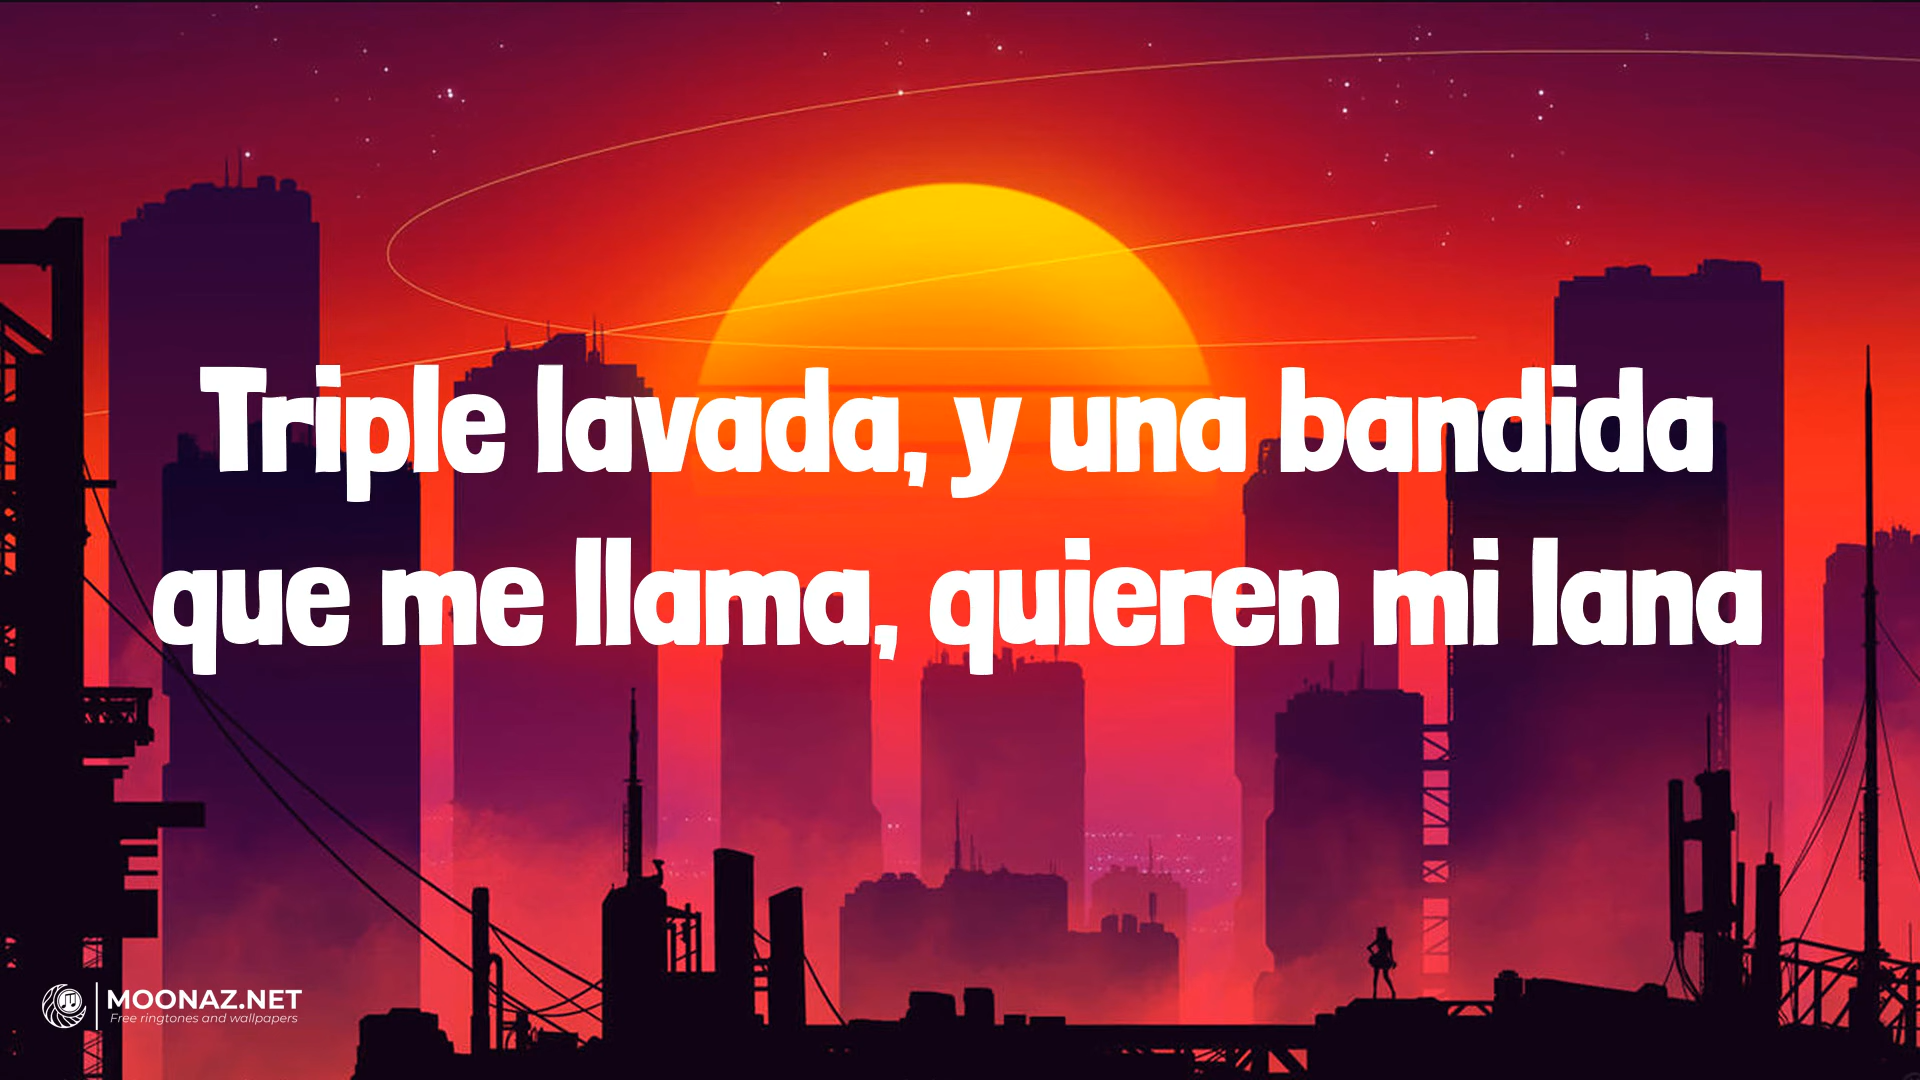 Triple lavada, y una bandida
que me llama, quieren mi lana
MOONAZ.NET
Free ringtones and wallpapers